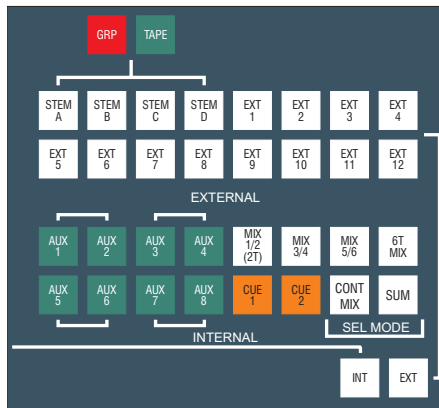 GRP TAPE
STEM A STEM B STEM C STEM D EXT 1 EXT 2 EXT 3 EXT 4
EXT 5 EXT 6 EXT 7 EXT 8 EXT 9 EXT 10 EXT 11 EXT 12
EXTERNAL
AUX 1 AUX 2 AUX 3 AUX 4 MIX 1/2 (2T) MIX 3/4 MIX 5/6 6T MIX
AUX 5 AUX 6 AUX 7 AUX 8 CUE 1 CUE 2 CONT MIX SUM
SEL MODE
INTERNAL
INT EXT